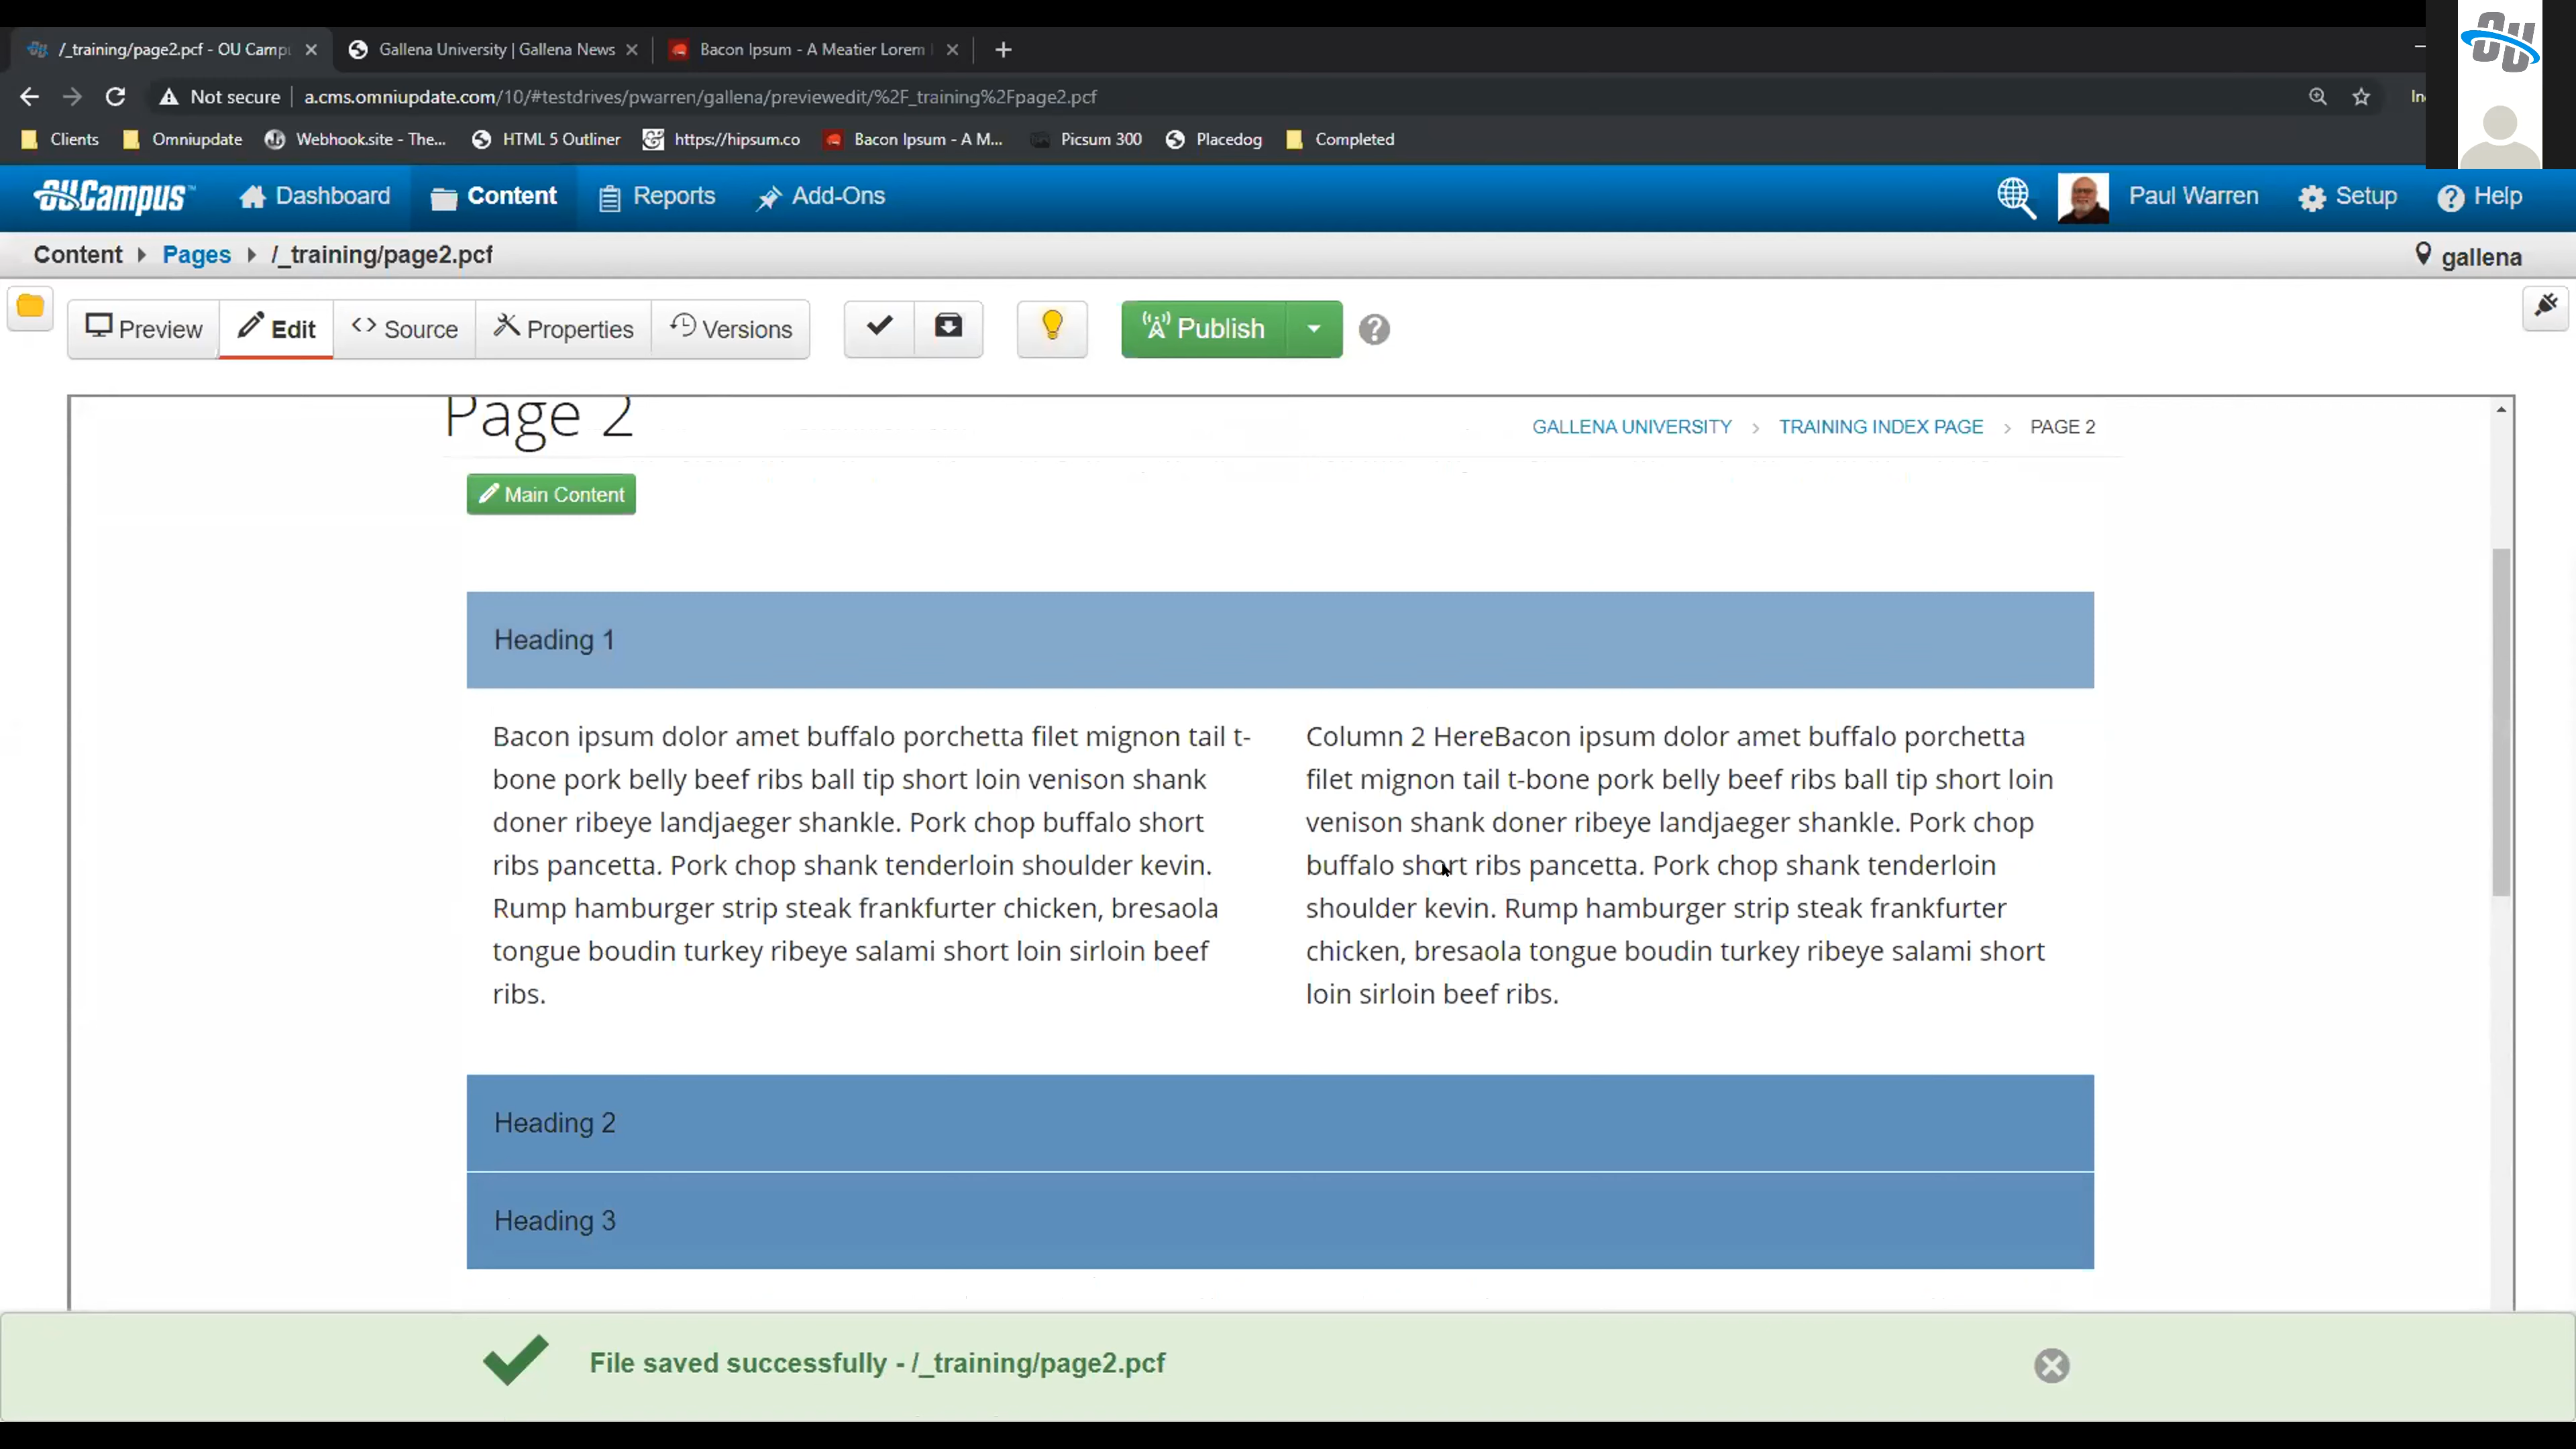 /_training/page2.pcf - OU Camp
Gallena University | Gallena News
Bacon Ipsum - A Meatier Lorem
Not secure | a.cms.omniupdate.com/10/#testdrives/pwarren/gallena/previewedit/%2F_training%2Fpage2.pcf
In
Clients
Omniupdate
Webhook.site - The...
HTML 5 Outliner
https://hipsum.co
Bacon Ipsum - A M...
Picsum 300
Placedog
Completed
OU
OUCampus™
Dashboard
Content
Reports
Add-Ons
Paul Warren
Setup
Help
Content
Pages
/_training/page2.pcf
gallena
Preview
Edit
Source
Properties
Versions
Publish
Page 2
GALLENA UNIVERSITY > TRAINING INDEX PAGE > PAGE 2
Main Content
Heading 1
Bacon ipsum dolor amet buffalo porchetta filet mignon tail t-
bone pork belly beef ribs ball tip short loin venison shank
doner ribeye landjaeger shankle. Pork chop buffalo short
ribs pancetta. Pork chop shank tenderloin shoulder kevin.
Rump hamburger strip steak frankfurter chicken, bresaola
tongue boudin turkey ribeye salami short loin sirloin beef
ribs.
Column 2 HereBacon ipsum dolor amet buffalo porchetta
filet mignon tail t-bone pork belly beef ribs ball tip short loin
venison shank doner ribeye landjaeger shankle. Pork chop
buffalo short ribs pancetta. Pork chop shank tenderloin
shoulder kevin. Rump hamburger strip steak frankfurter
chicken, bresaola tongue boudin turkey ribeye salami short
loin sirloin beef ribs.
Heading 2
Heading 3
File saved successfully - /_training/page2.pcf